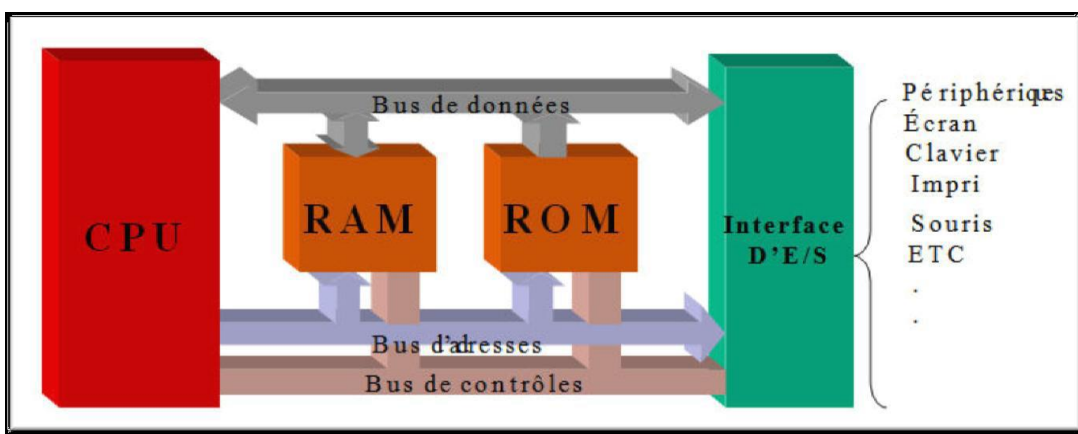 Bus de données
CPU
RAM
ROM
Interface
D'E/S
Bus d'adresses
Bus de contrôles
Périphériques
Écran
Clavier
Impri
Souris
ETC
.
.